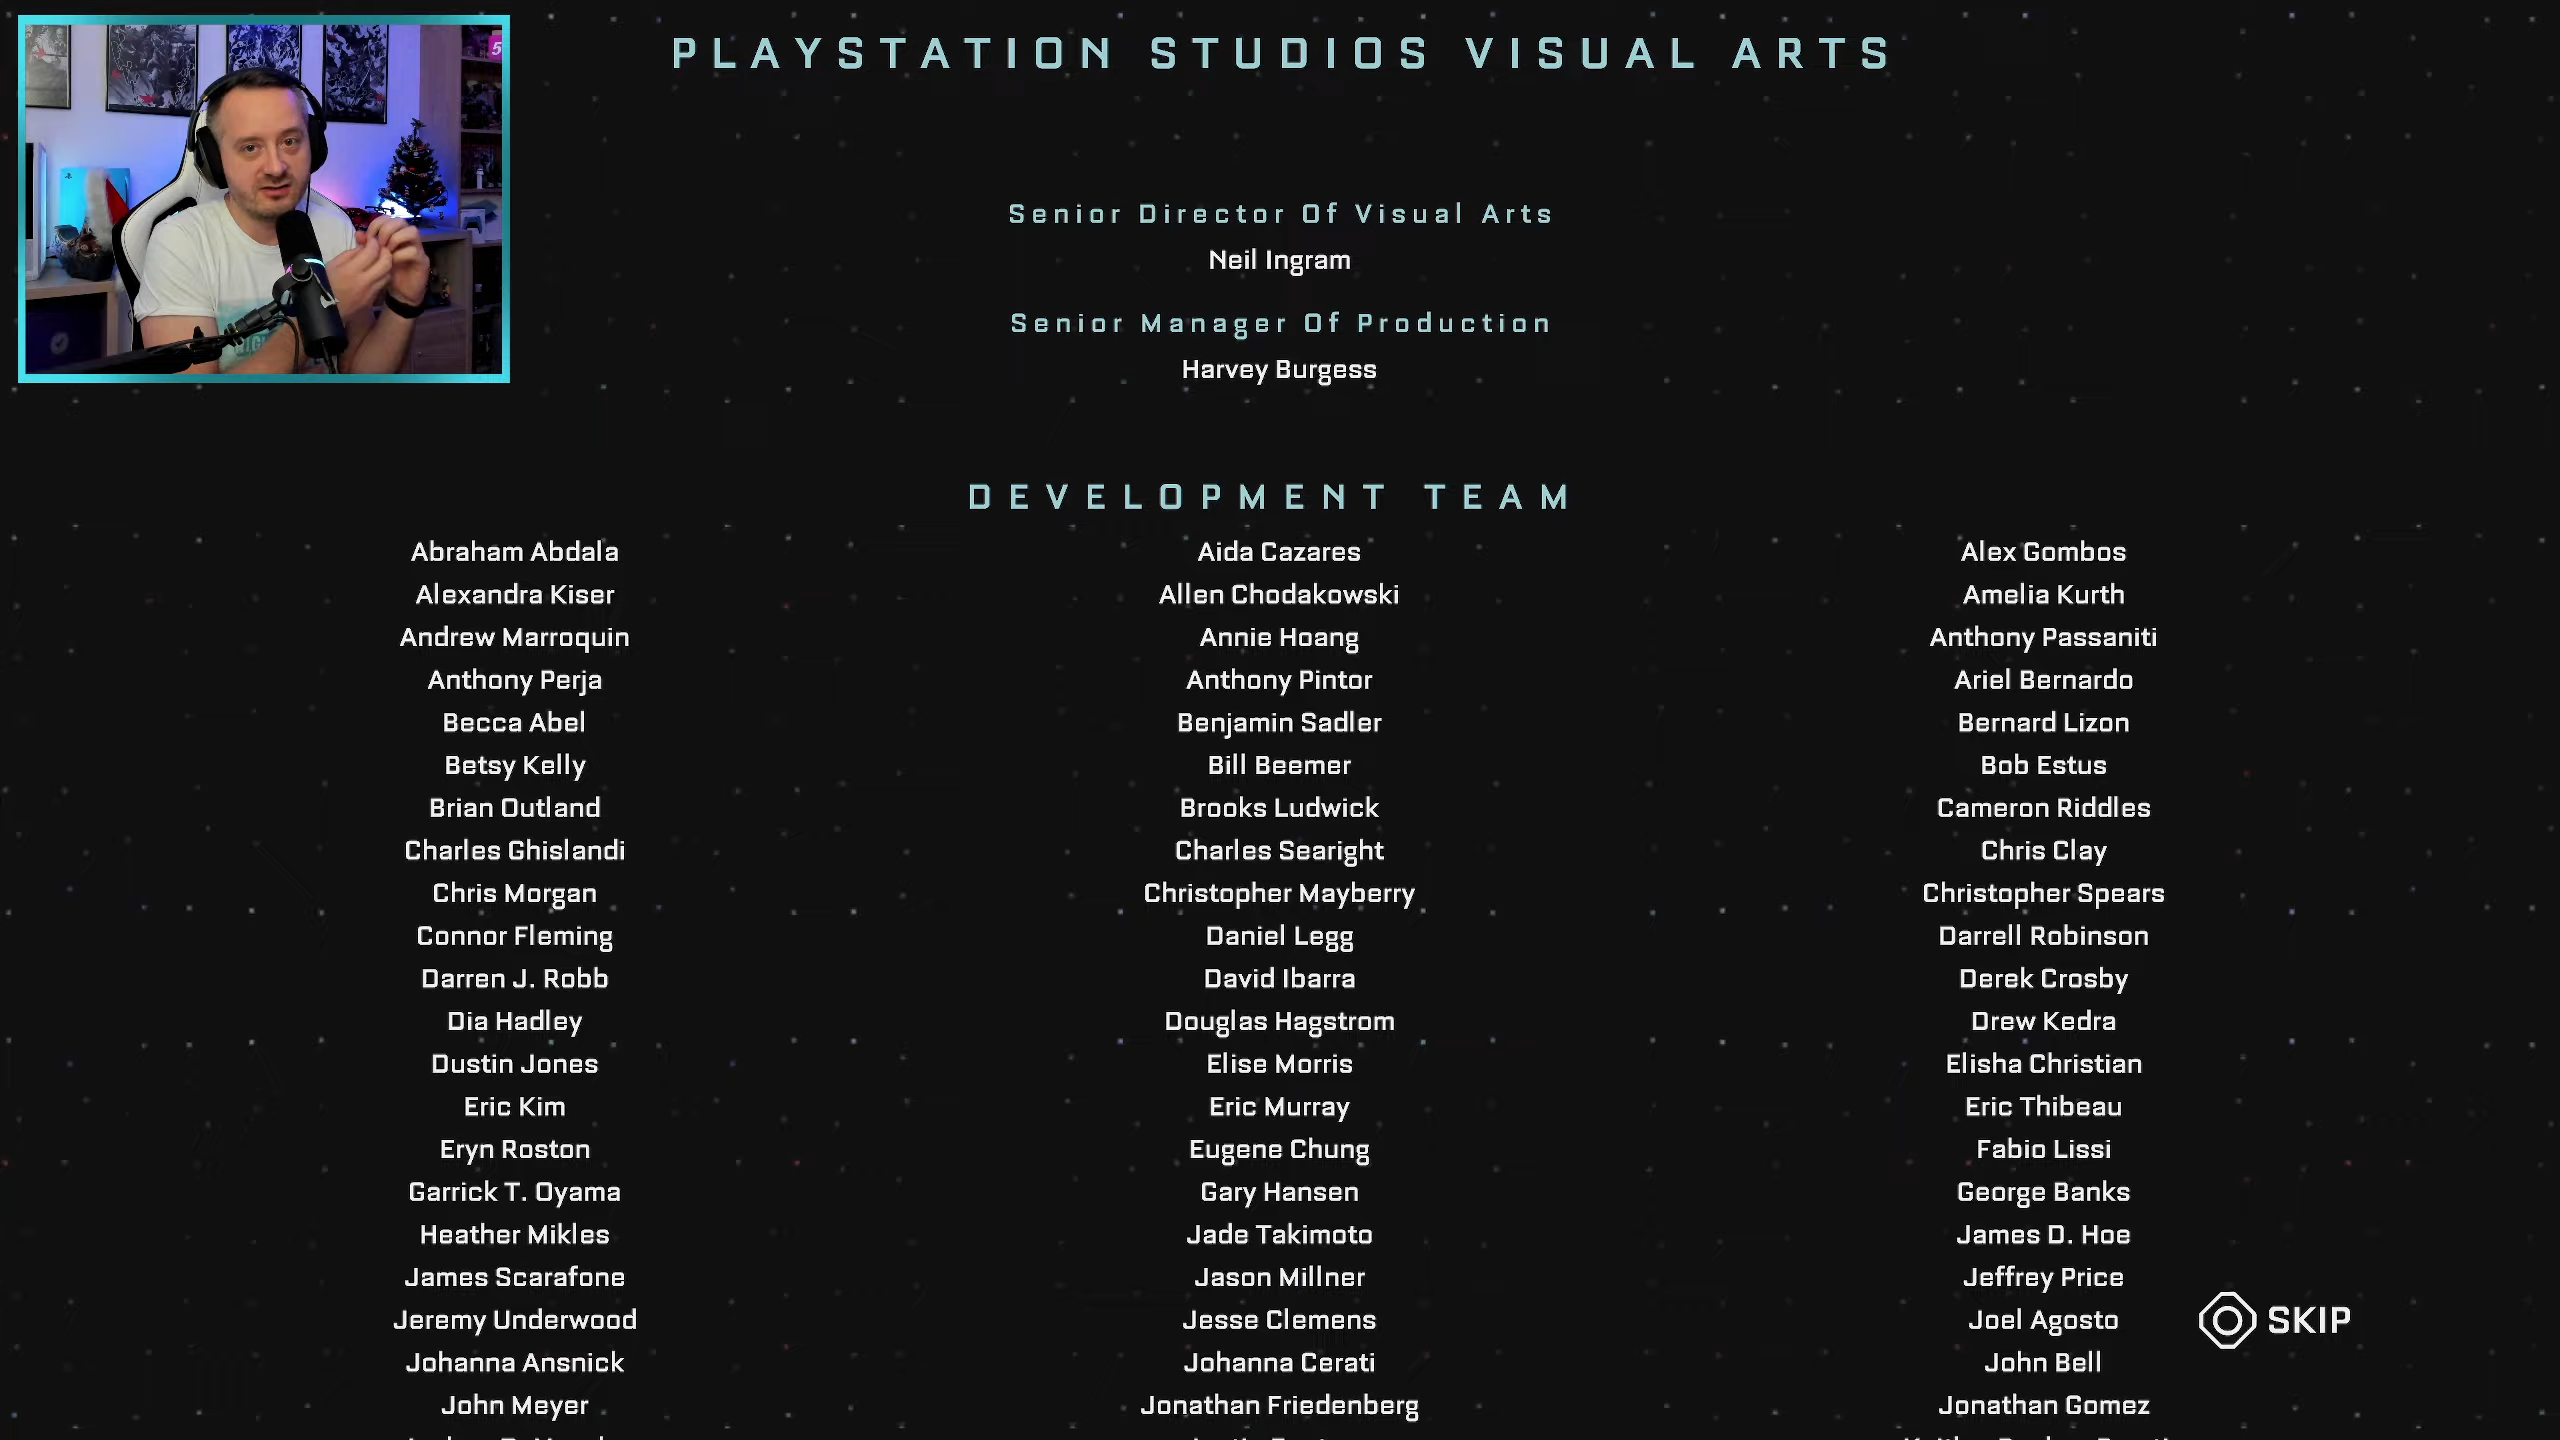 PLAYSTATION STUDIOS VISUAL ARTS
5
Senior Director Of Visual Arts
Neil Ingram
Senior Manager Of Production
Harvey Burgess
DEVELOPMENT TEAM
Abraham Abdala Aida Cazares Alex Gombos
Alexandra Kiser Allen Chodakowski Amelia Kurth
Andrew Marroquin Annie Hoang Anthony Passaniti
Anthony Perja Anthony Pintor Ariel Bernardo
Becca Abel Benjamin Sadler Bernard Lizon
Betsy Kelly Bill Beemer Bob Estus
Brian Outland Brooks Ludwick Cameron Riddles
Charles Ghislandi Charles Searight Chris Clay
Chris Morgan Christopher Mayberry Christopher Spears
Connor Fleming Daniel Legg Darrell Robinson
Darren J. Robb David Ibarra Derek Crosby
Dia Hadley Douglas Hagstrom Drew Kedra
Dustin Jones Elise Morris Elisha Christian
Eric Kim Eric Murray Eric Thibeau
Eryn Roston Eugene Chung Fabio Lissi
Garrick T. Oyama Gary Hansen George Banks
Heather Mikles Jade Takimoto James D. Hoe
James Scarafone Jason Millner Jeffrey Price
Jeremy Underwood Jesse Clemens Joel Agosto
SKIP
Johanna Ansnick Johanna Cerati John Bell
John Meyer Jonathan Friedenberg Jonathan Gomez